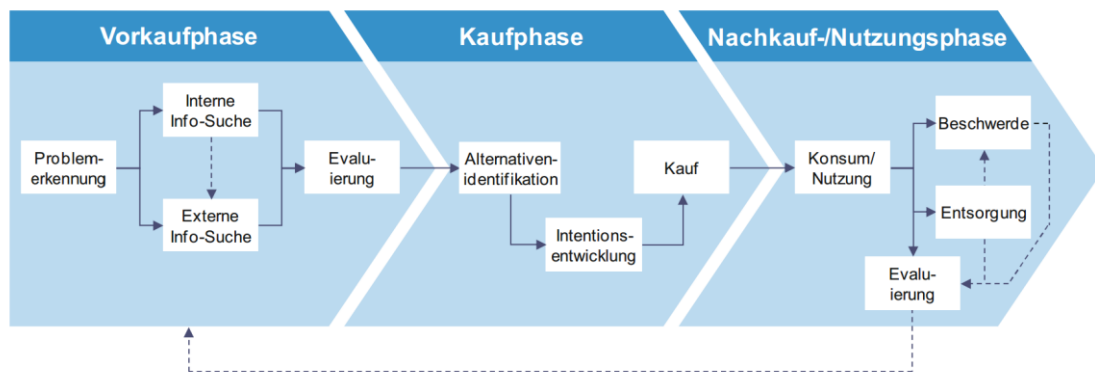 Vorkaufphase
Kaufphase
Nachkauf-/Nutzungsphase
Problem-
erkennung
Interne
Info-Suche
Externe
Info-Suche
Evalu-
ierung
Alternativen-
identifikation
Intentions-
entwicklung
Kauf
Konsum/
Nutzung
Beschwerde
Entsorgung
Evalu-
ierung